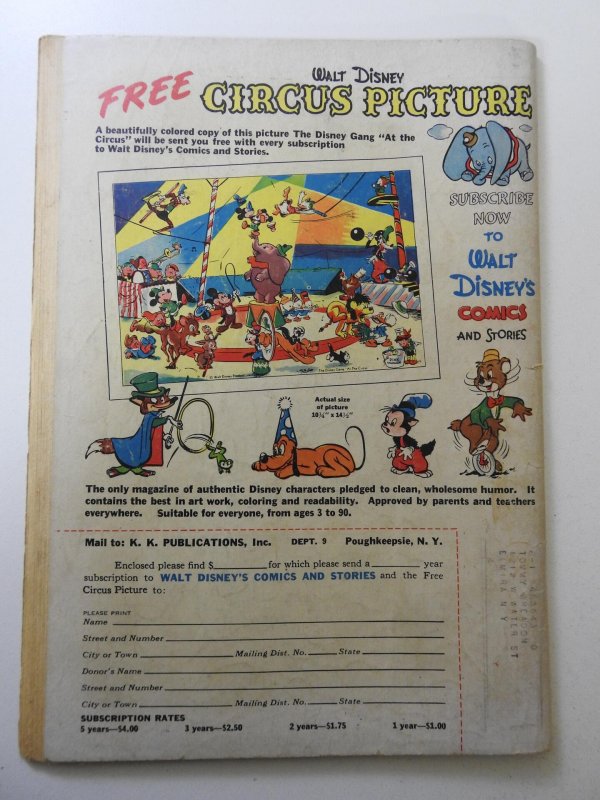 FREE WALT DISNEY
CIRCUS PICTURE
A beautifully colored copy of this picture The Disney Gang "At the
Circus" will be sent you free with every subscription
to Walt Disney's Comics and Stories.
SUBSCRIBE
NOW
TO
WALT
DISNEY'S
COMICS
AND STORIES
Actual size
of picture
10¼" x 14½"
The only magazine of authentic Disney characters pledged to clean, wholesome humor. It
contains the best in art work, coloring and readability. Approved by parents and teachers
everywhere. Suitable for everyone, from ages 3 to 90.
Mail to: K. K. PUBLICATIONS, Inc. DEPT. 9 Poughkeepsie, N. Y.
Enclosed please find $________for which please send a________year
subscription to WALT DISNEY'S COMICS AND STORIES and the Free
Circus Picture to:
PLEASE PRINT
Name
Street and Number
City or Town Mailing Dist. No. State
Donor's Name
Street and Number
City or Town Mailing Dist. No. State
SUBSCRIPTION RATES
5 years—$4.00 3 years—$2.50 2 years—$1.75 1 year—$1.00